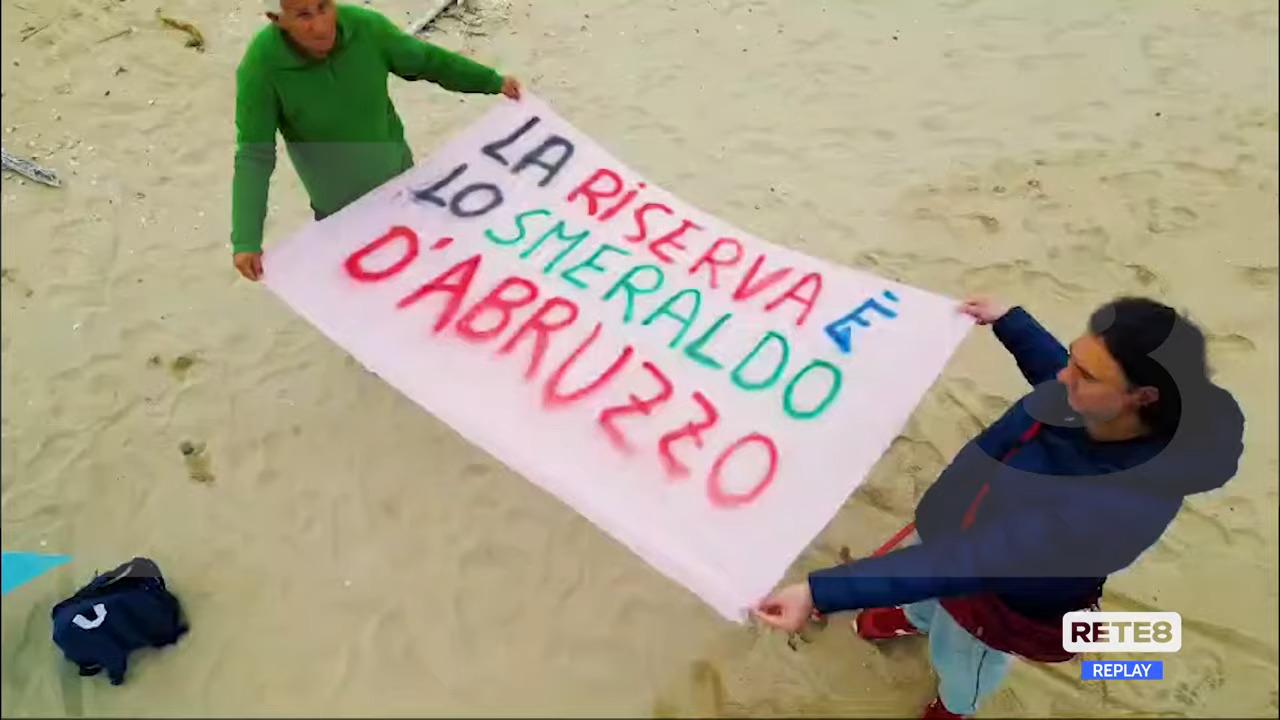 LA RISERVA È
LO SMERALDO
D'ABRUZZO
RETE8
REPLAY